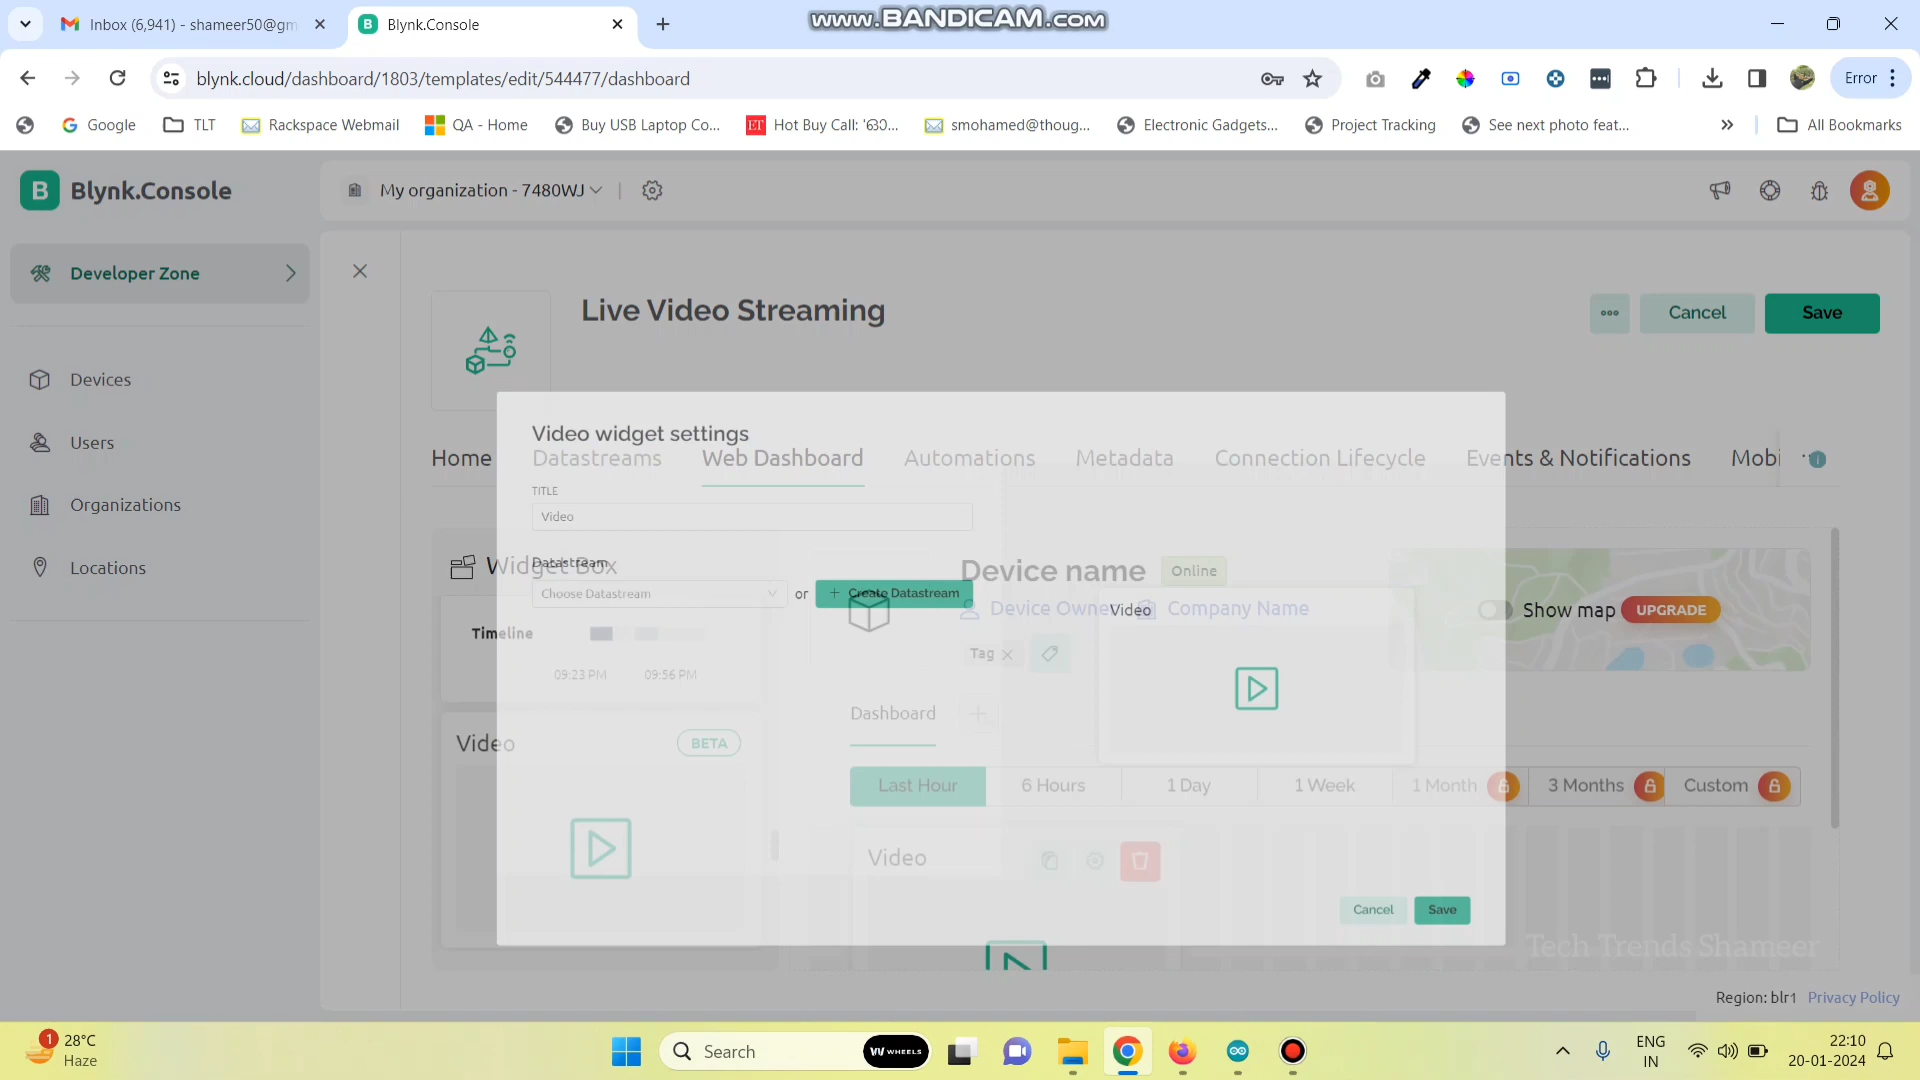 Inbox (6,941) - shameer50@gm
Blynk.Console
www.BANDICAM.com
blynk.cloud/dashboard/1803/templates/edit/544477/dashboard
Error
Google
TLT
Rackspace Webmail
QA - Home
Buy USB Laptop Co...
Hot Buy Call: '630...
smohamed@thoug...
Electronic Gadgets...
Project Tracking
See next photo feat...
All Bookmarks
B Blynk.Console
My organization - 7480WJ
Developer Zone
Devices
Users
Organizations
Locations
Live Video Streaming
Cancel
Save
Home
Datastreams
Web Dashboard
Automations
Metadata
Connection Lifecycle
Events & Notifications
Mobi
Video widget settings
TITLE
Video
Datastream
Choose Datastream
or
+ Create Datastream
Video
Cancel
Save
Widget Box
Timeline
09:23 PM
09:56 PM
Video
BETA
Device name
Online
Device Owne
Company Name
Tag
Show map
UPGRADE
Dashboard
Last Hour
6 Hours
1 Day
1 Week
1 Month
3 Months
Custom
Video
Tech Trends Shameer
Region: blr1
Privacy Policy
1
28°C
Haze
Search
WHEELS
ENG
IN
22:10
20-01-2024